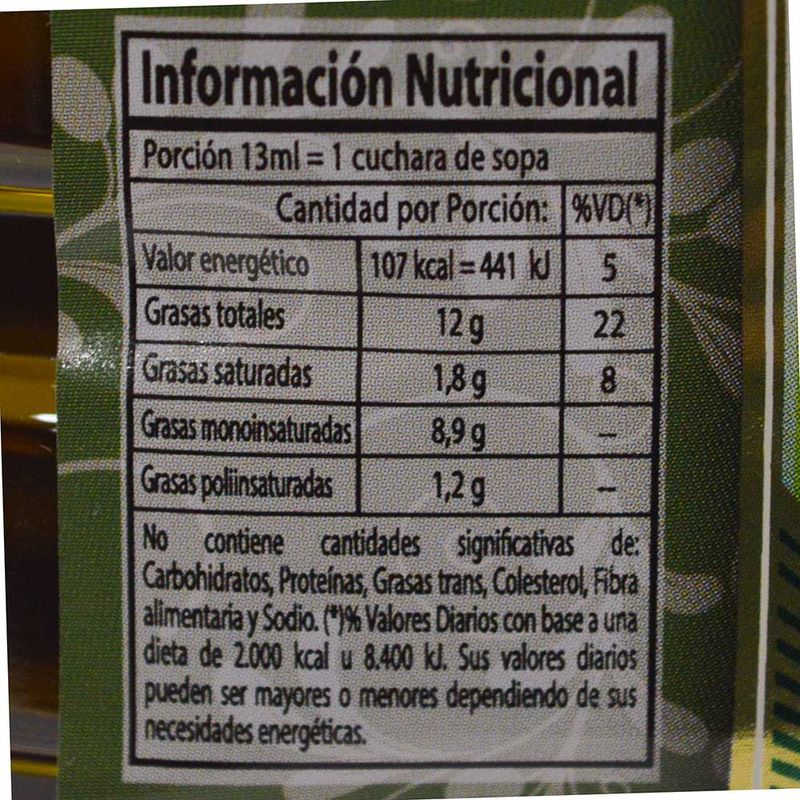 Información Nutricional
Porción 13ml = 1 cuchara de sopa
Cantidad por Porción: %VD(*)
Valor energético 107 kcal = 441 kJ 5
Grasas totales 12 g 22
Grasas saturadas 1,8 g 8
Grasas monoinsaturadas 8,9 g --
Grasas poliinsaturadas 1,2 g --
No contiene cantidades significativas de:
Carbohidratos, Proteínas, Grasas trans, Colesterol, Fibra
alimentaria y Sodio. (*)% Valores Diarios con base a una
dieta de 2.000 kcal u 8.400 kJ. Sus valores diarios
pueden ser mayores o menores dependiendo de sus
necesidades energéticas.